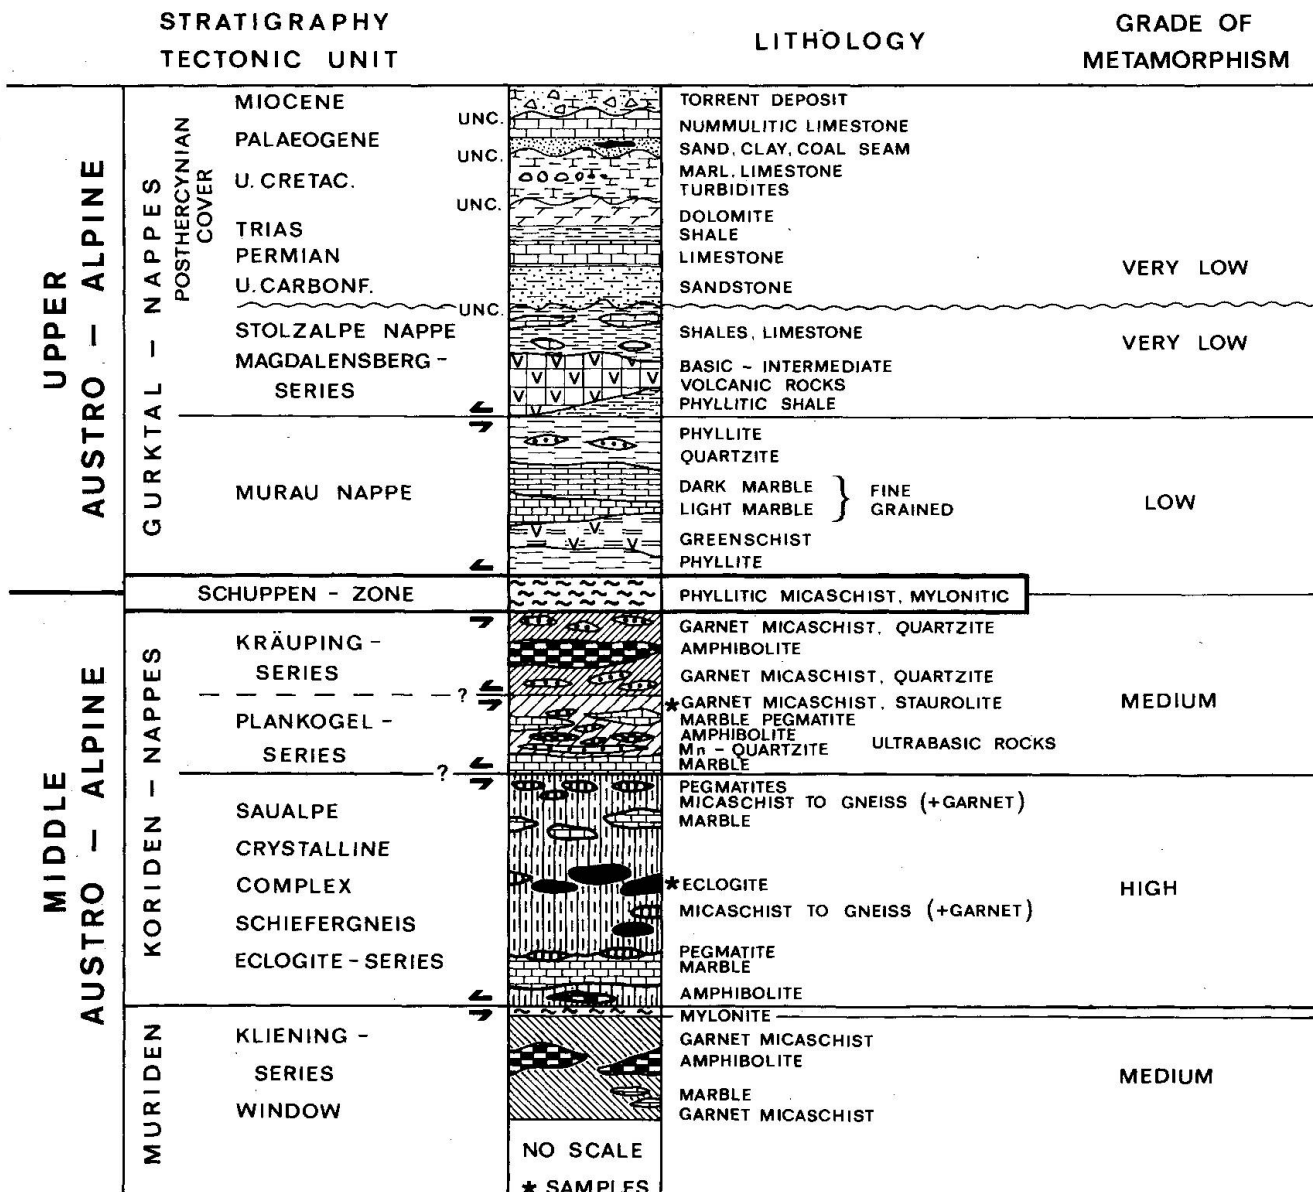 STRATIGRAPHY
TECTONIC UNIT
LITHOLOGY
GRADE OF
METAMORPHISM
UPPER
AUSTRO – ALPINE
GURKTAL – NAPPES
POSTHERCYNIAN
COVER
MIOCENE
PALAEOGENE
U. CRETAC.
TRIAS
PERMIAN
U. CARBONF.
UNC.
UNC.
UNC.
UNC.
TORRENT DEPOSIT
NUMMULITIC LIMESTONE
SAND, CLAY, COAL SEAM
MARL, LIMESTONE
TURBIDITES
DOLOMITE
SHALE
LIMESTONE
SANDSTONE
VERY LOW
STOLZALPE NAPPE
MAGDALENSBERG –
SERIES
SHALES, LIMESTONE
BASIC – INTERMEDIATE
VOLCANIC ROCKS
PHYLLITIC SHALE
VERY LOW
MURAU NAPPE
PHYLLITE
QUARTZITE
DARK MARBLE
LIGHT MARBLE
} FINE
GRAINED
GREENSCHIST
PHYLLITE
LOW
SCHUPPEN – ZONE
PHYLLITIC MICASCHIST, MYLONITIC
MIDDLE
AUSTRO – ALPINE
KORIDEN – NAPPES
KRÄUPING –
SERIES
GARNET MICASCHIST, QUARTZITE
AMPHIBOLITE
GARNET MICASCHIST, QUARTZITE
?
PLANKOGEL –
SERIES
* GARNET MICASCHIST, STAUROLITE
MARBLE PEGMATITE
AMPHIBOLITE
Mn – QUARTZITE ULTRABASIC ROCKS
MARBLE
MEDIUM
?
SAUALPE
CRYSTALLINE
COMPLEX
SCHIEFERGNEIS
ECLOGITE – SERIES
PEGMATITES
MICASCHIST TO GNEISS (+GARNET)
MARBLE
* ECLOGITE
MICASCHIST TO GNEISS (+GARNET)
PEGMATITE
MARBLE
AMPHIBOLITE
HIGH
MYLONITE
MURIDEN
KLIENING –
SERIES
WINDOW
GARNET MICASCHIST
AMPHIBOLITE
MARBLE
GARNET MICASCHIST
MEDIUM
NO SCALE
* SAMPLES